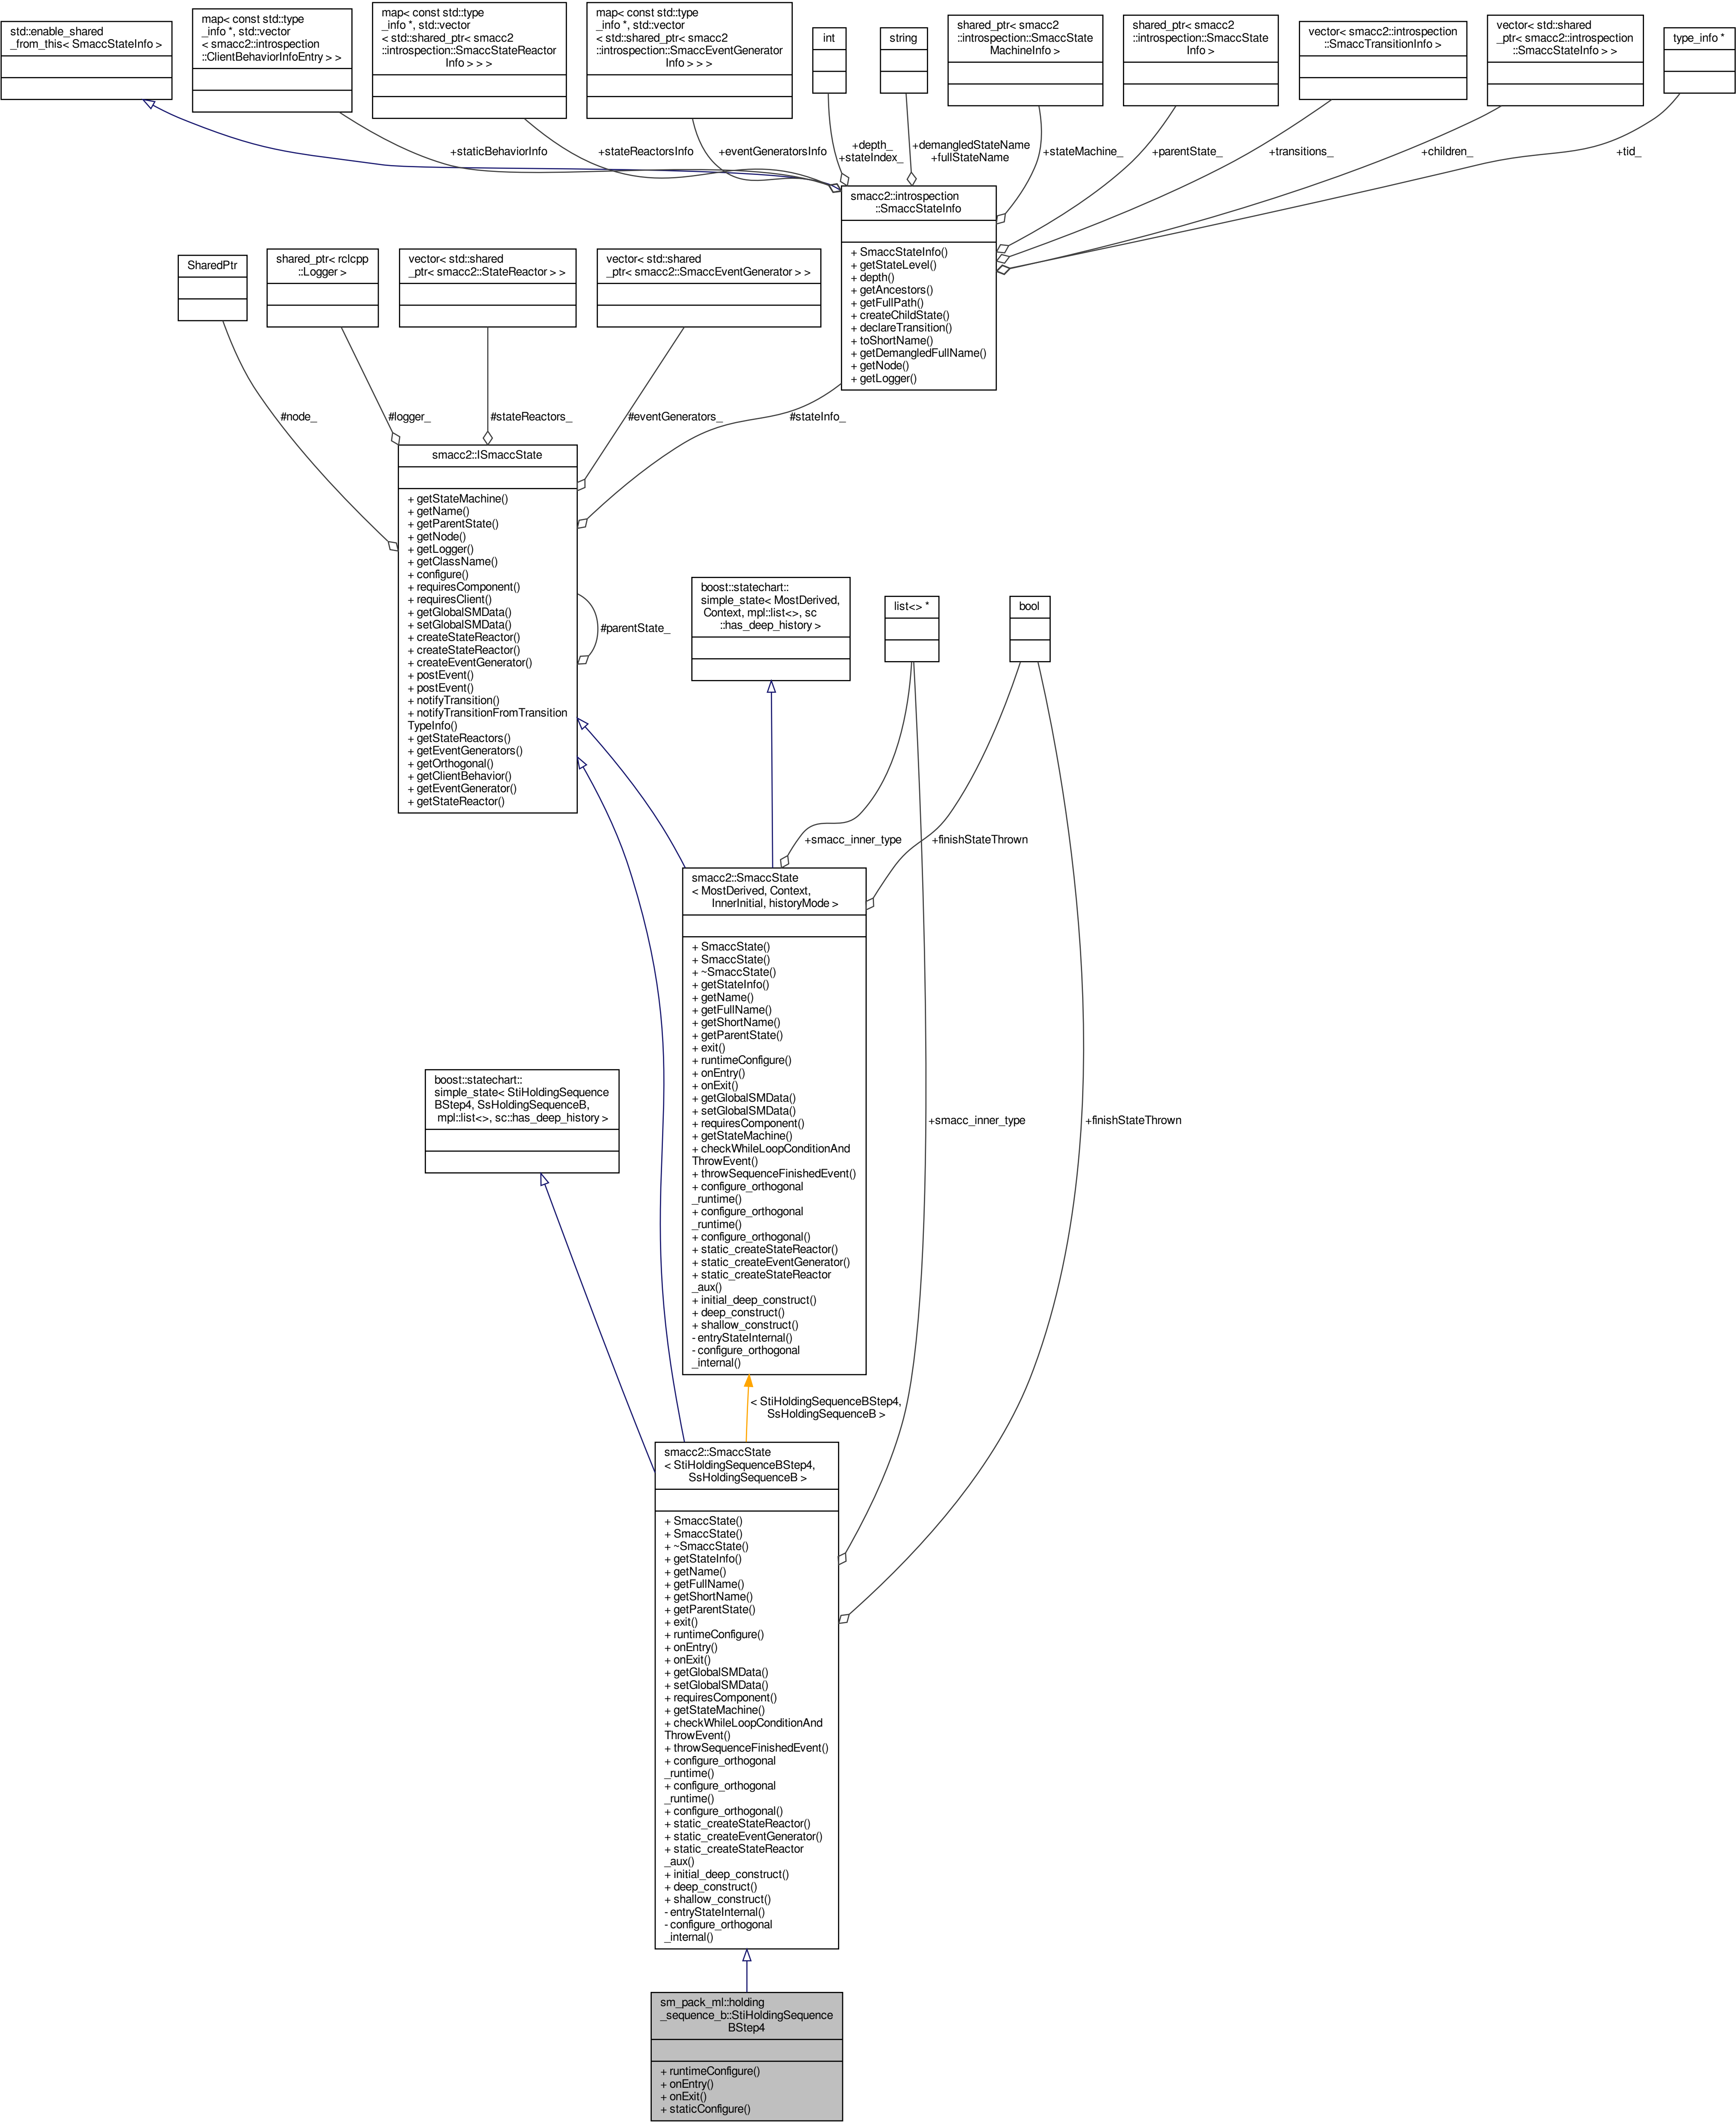 std::enable_shared
_from_this< SmaccStateInfo >
map< const std::type
_info *, std::vector
< smacc2::introspection
::ClientBehaviorInfoEntry > >
map< const std::type
_info *, std::vector
< std::shared_ptr< smacc2
::introspection::SmaccStateReactor
Info > > >
map< const std::type
_info *, std::vector
< std::shared_ptr< smacc2
::introspection::SmaccEventGenerator
Info > > >
int
string
shared_ptr< smacc2
::introspection::SmaccState
MachineInfo >
shared_ptr< smacc2
::introspection::SmaccState
Info >
vector< smacc2::introspection
::SmaccTransitionInfo >
vector< std::shared
_ptr< smacc2::introspection
::SmaccStateInfo > >
type_info *
+staticBehaviorInfo
+stateReactorsInfo
+eventGeneratorsInfo
+depth_
+stateIndex_
+demangledStateName
+fullStateName
+stateMachine_
+parentState_
+transitions_
+children_
+tid_
smacc2::introspection
::SmaccStateInfo
+ SmaccStateInfo()
+ getStateLevel()
+ depth()
+ getAncestors()
+ getFullPath()
+ createChildState()
+ declareTransition()
+ toShortName()
+ getDemangledFullName()
+ getNode()
+ getLogger()
SharedPtr
shared_ptr< rclcpp
::Logger >
vector< std::shared
_ptr< smacc2::StateReactor > >
vector< std::shared
_ptr< smacc2::SmaccEventGenerator > >
#node_
#logger_
#stateReactors_
#eventGenerators_
#stateInfo_
smacc2::ISmaccState
+ getStateMachine()
+ getName()
+ getParentState()
+ getNode()
+ getLogger()
+ getClassName()
+ configure()
+ requiresComponent()
+ requiresClient()
+ getGlobalSMData()
+ setGlobalSMData()
+ createStateReactor()
+ createStateReactor()
+ createEventGenerator()
+ postEvent()
+ postEvent()
+ notifyTransition()
+ notifyTransitionFromTransition
TypeInfo()
+ getStateReactors()
+ getEventGenerators()
+ getOrthogonal()
+ getClientBehavior()
+ getEventGenerator()
+ getStateReactor()
#parentState_
boost::statechart::
simple_state< MostDerived,
Context, mpl::list<>, sc
::has_deep_history >
list<> *
bool
+smacc_inner_type
+finishStateThrown
smacc2::SmaccState
< MostDerived, Context,
InnerInitial, historyMode >
+ SmaccState()
+ SmaccState()
+ ~SmaccState()
+ getStateInfo()
+ getName()
+ getFullName()
+ getShortName()
+ getParentState()
+ exit()
+ runtimeConfigure()
+ onEntry()
+ onExit()
+ getGlobalSMData()
+ setGlobalSMData()
+ requiresComponent()
+ getStateMachine()
+ checkWhileLoopConditionAnd
ThrowEvent()
+ throwSequenceFinishedEvent()
+ configure_orthogonal
_runtime()
+ configure_orthogonal
_runtime()
+ configure_orthogonal()
+ static_createStateReactor()
+ static_createEventGenerator()
+ static_createStateReactor
_aux()
+ initial_deep_construct()
+ deep_construct()
+ shallow_construct()
- entryStateInternal()
- configure_orthogonal
_internal()
boost::statechart::
simple_state< StiHoldingSequence
BStep4, SsHoldingSequenceB,
mpl::list<>, sc::has_deep_history >
+smacc_inner_type
+finishStateThrown
< StiHoldingSequenceBStep4,
SsHoldingSequenceB >
smacc2::SmaccState
< StiHoldingSequenceBStep4,
SsHoldingSequenceB >
+ SmaccState()
+ SmaccState()
+ ~SmaccState()
+ getStateInfo()
+ getName()
+ getFullName()
+ getShortName()
+ getParentState()
+ exit()
+ runtimeConfigure()
+ onEntry()
+ onExit()
+ getGlobalSMData()
+ setGlobalSMData()
+ requiresComponent()
+ getStateMachine()
+ checkWhileLoopConditionAnd
ThrowEvent()
+ throwSequenceFinishedEvent()
+ configure_orthogonal
_runtime()
+ configure_orthogonal
_runtime()
+ configure_orthogonal()
+ static_createStateReactor()
+ static_createEventGenerator()
+ static_createStateReactor
_aux()
+ initial_deep_construct()
+ deep_construct()
+ shallow_construct()
- entryStateInternal()
- configure_orthogonal
_internal()
sm_pack_ml::holding
_sequence_b::StiHoldingSequence
BStep4
+ runtimeConfigure()
+ onEntry()
+ onExit()
+ staticConfigure()